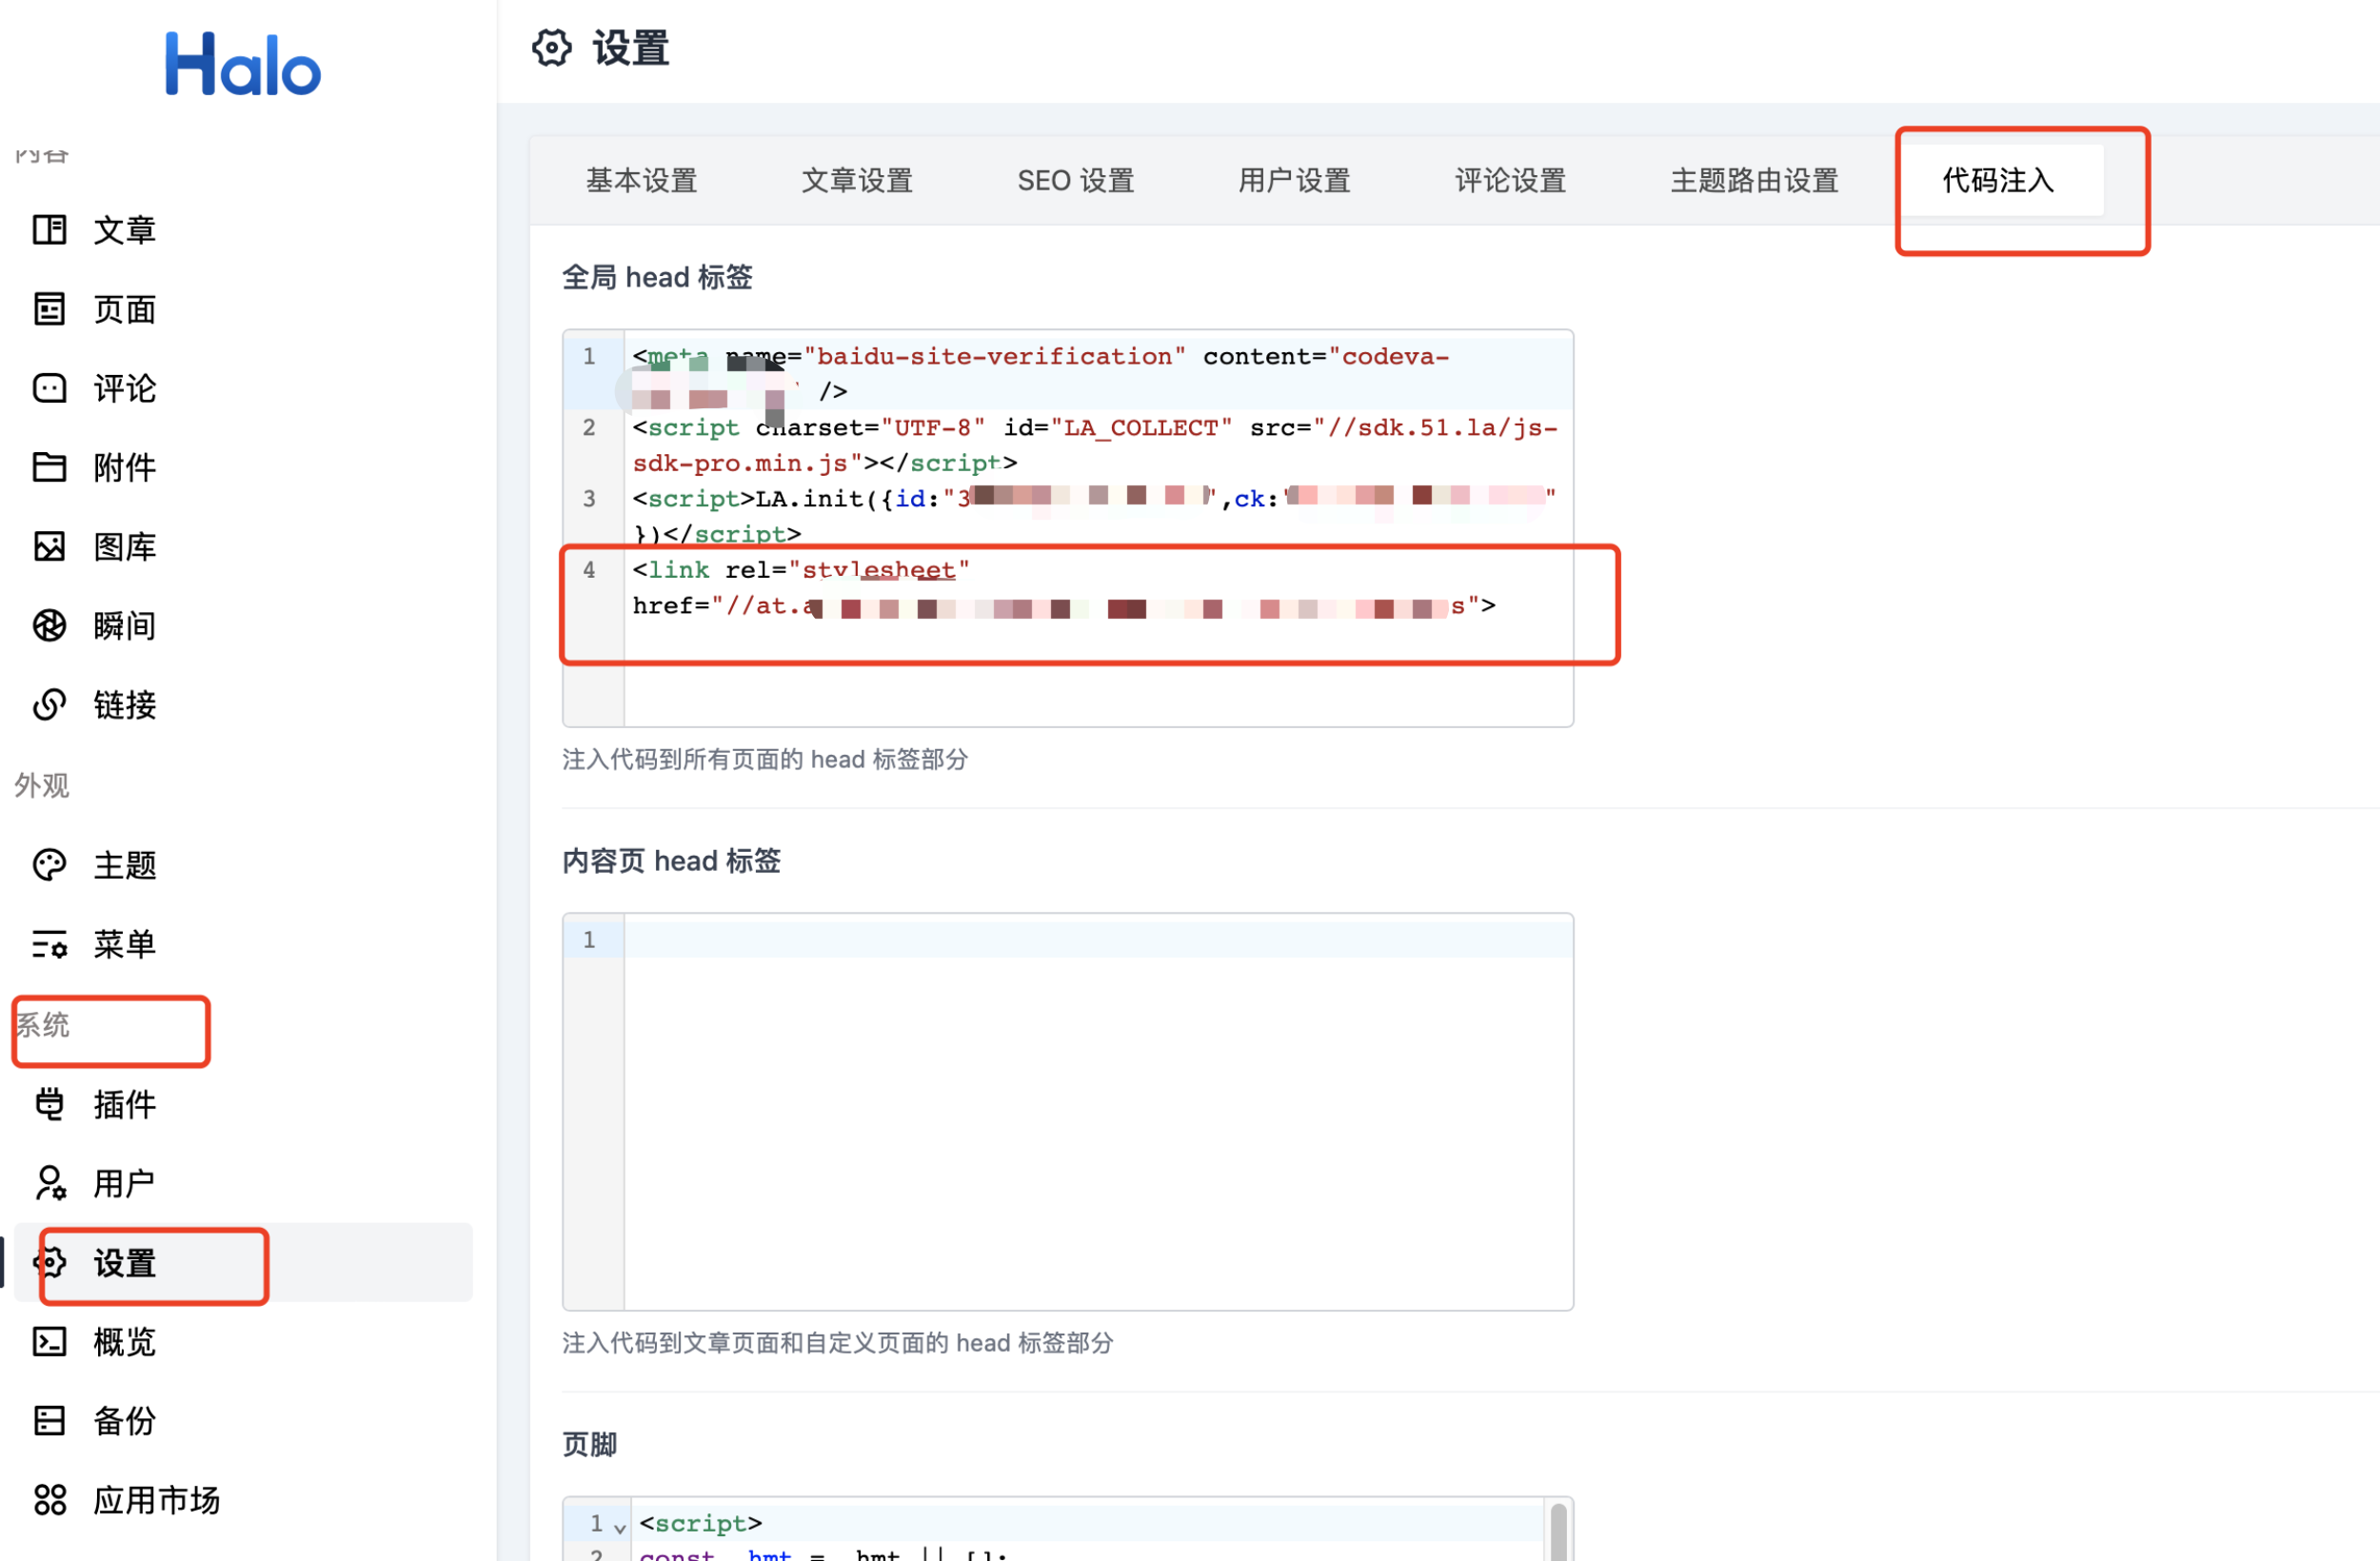 Halo
内容
文章
页面
评论
附件
图库
瞬间
链接
外观
主题
菜单
系统
插件
用户
设置
概览
备份
应用市场
设置
基本设置
文章设置
SEO 设置
用户设置
评论设置
主题路由设置
代码注入
全局 head 标签
1 <meta name="baidu-site-verification" content="codeva-
/>
2 <script charset="UTF-8" id="LA_COLLECT" src="//sdk.51.la/js-
sdk-pro.min.js"></script>
3 <script>LA.init({id:"3 ",ck:" "
})</script>
4 <link rel="stylesheet"
href="//at.a s">
注入代码到所有页面的 head 标签部分
内容页 head 标签
1
注入代码到文章页面和自定义页面的 head 标签部分
页脚
1 <script>
2 const _hmt = _hmt || [];